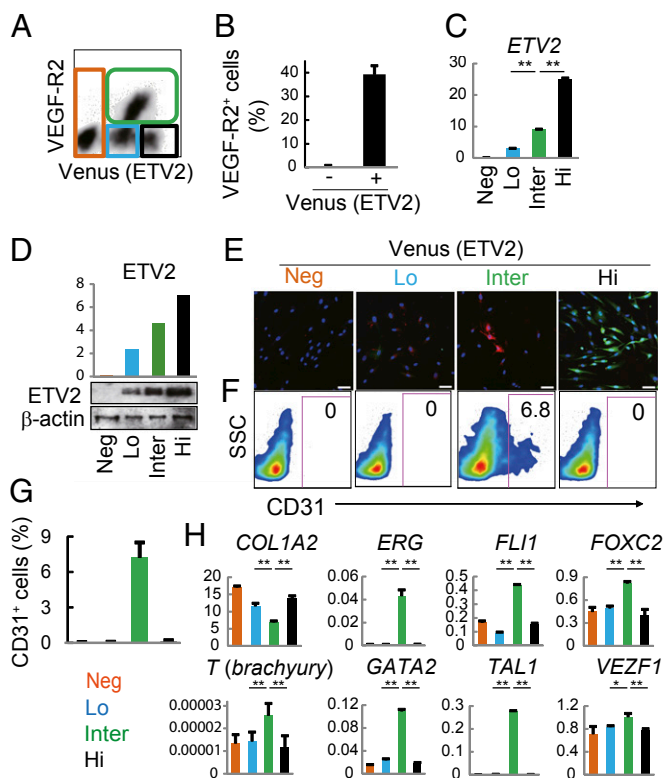 A
VEGF-R2
Venus (ETV2)
B
VEGF-R2+ cells
(%)
40
30
20
10
0
- +
Venus (ETV2)
C
ETV2
** **
30
20
10
0
Neg
Lo
Inter
Hi
D
ETV2
8
6
4
2
0
ETV2
β-actin
Neg
Lo
Inter
Hi
E
Venus (ETV2)
Neg Lo Inter Hi
F
SSC
0 0 6.8 0
CD31
G
CD31+ cells (%)
9
6
3
0
Neg
Lo
Inter
Hi
H
COL1A2
** **
20
15
10
5
0
ERG
** **
0.06
0.04
0.02
0
FLI1
** **
0.5
0.4
0.3
0.2
0.1
FOXC2
** **
0.9
0.6
0.3
0
T (brachyury)
** **
0.00003
0.00001
GATA2
** **
0.12
0.08
0.04
0
TAL1
** **
0.3
0.2
0.1
0
VEZF1
* **
1.2
0.8
0.4
0